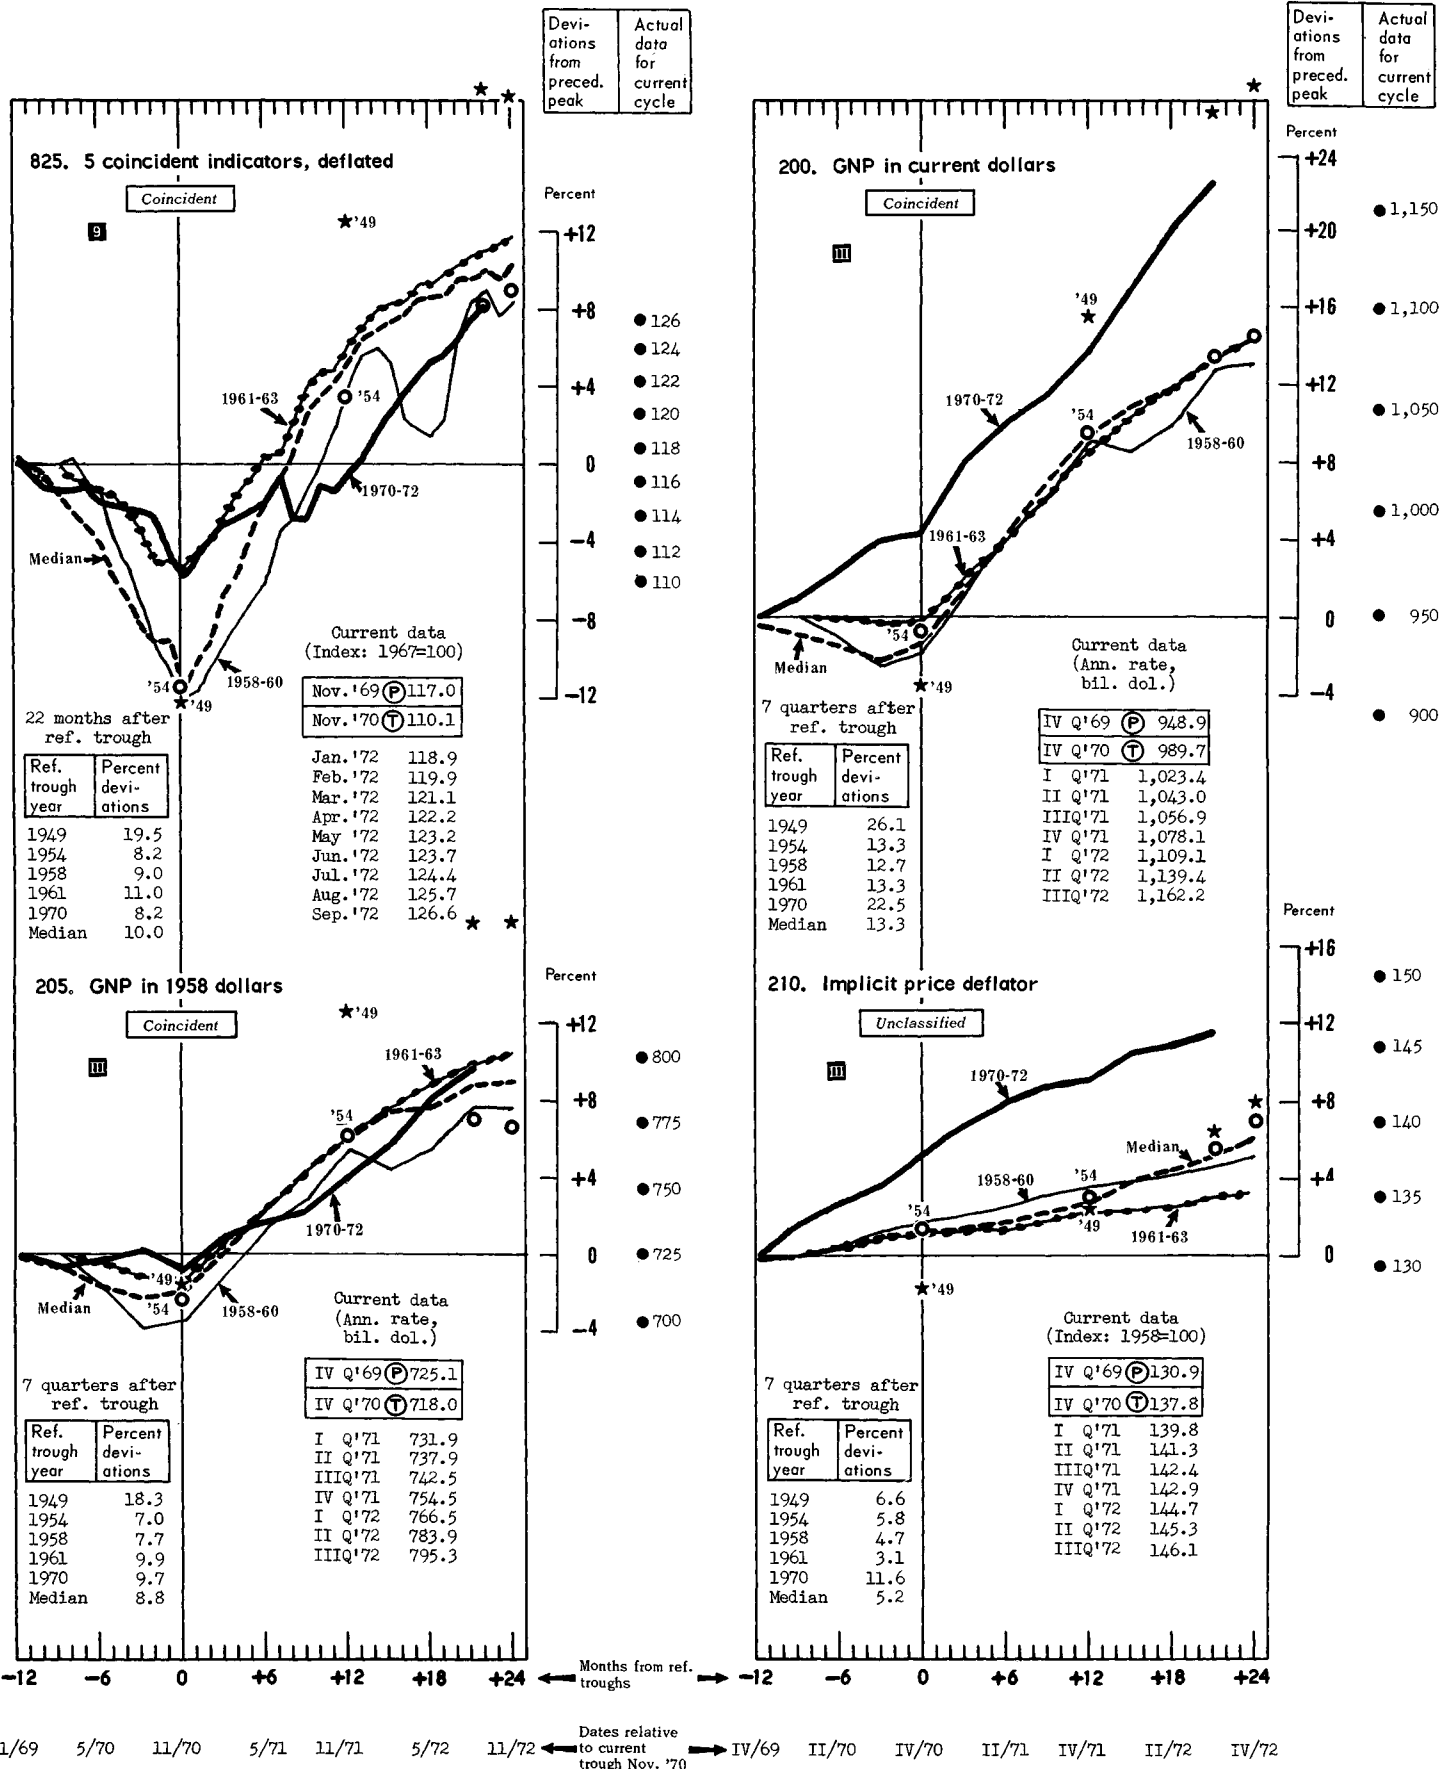 Devi-
ations
from
preced.
peak
Actual
data
for
current
cycle
825. 5 coincident indicators, deflated
Coincident
9
Percent
+12
+8
+4
0
−4
−8
−12
126
124
122
120
118
116
114
112
110
'49
'54
1961-63
1970-72
Median
'54
'49
1958-60
Current data
(Index: 1967=100)
Nov.'69 P 117.0
Nov.'70 T 110.1
Jan.'72 118.9
Feb.'72 119.9
Mar.'72 121.1
Apr.'72 122.2
May '72 123.2
Jun.'72 123.7
Jul.'72 124.4
Aug.'72 125.7
Sep.'72 126.6
22 months after
ref. trough
Ref.
trough
year
Percent
devi-
ations
1949 19.5
1954 8.2
1958 9.0
1961 11.0
1970 8.2
Median 10.0
205. GNP in 1958 dollars
Coincident
III
Percent
+12
+8
+4
0
−4
800
775
750
725
700
'49
1961-63
'54
1970-72
'49
Median
'54
1958-60
Current data
(Ann. rate,
bil. dol.)
IV Q'69 P 725.1
IV Q'70 T 718.0
I Q'71 731.9
II Q'71 737.9
IIIQ'71 742.5
IV Q'71 754.5
I Q'72 766.5
II Q'72 783.9
IIIQ'72 795.3
7 quarters after
ref. trough
Ref.
trough
year
Percent
devi-
ations
1949 18.3
1954 7.0
1958 7.7
1961 9.9
1970 9.7
Median 8.8
−12 −6 0 +6 +12 +18 +24
1/69 5/70 11/70 5/71 11/71 5/72 11/72
Months from ref.
troughs
Dates relative
to current
trough Nov. '70
Devi-
ations
from
preced.
peak
Actual
data
for
current
cycle
200. GNP in current dollars
Coincident
III
Percent
+24
+20
+16
+12
+8
+4
0
−4
1,150
1,100
1,050
1,000
950
900
'49
1970-72
'54
1958-60
1961-63
'54
Median
'49
Current data
(Ann. rate,
bil. dol.)
IV Q'69 P 948.9
IV Q'70 T 989.7
I Q'71 1,023.4
II Q'71 1,043.0
IIIQ'71 1,056.9
IV Q'71 1,078.1
I Q'72 1,109.1
II Q'72 1,139.4
IIIQ'72 1,162.2
7 quarters after
ref. trough
Ref.
trough
year
Percent
devi-
ations
1949 26.1
1954 13.3
1958 12.7
1961 13.3
1970 22.5
Median 13.3
210. Implicit price deflator
Unclassified
III
Percent
+16
+12
+8
+4
0
150
145
140
135
130
1970-72
Median
1958-60
'54
'54
'49
1961-63
'49
Current data
(Index: 1958=100)
IV Q'69 P 130.9
IV Q'70 T 137.8
I Q'71 139.8
II Q'71 141.3
IIIQ'71 142.4
IV Q'71 142.9
I Q'72 144.7
II Q'72 145.3
IIIQ'72 146.1
7 quarters after
ref. trough
Ref.
trough
year
Percent
devi-
ations
1949 6.6
1954 5.8
1958 4.7
1961 3.1
1970 11.6
Median 5.2
−12 −6 0 +6 +12 +18 +24
IV/69 II/70 IV/70 II/71 IV/71 II/72 IV/72